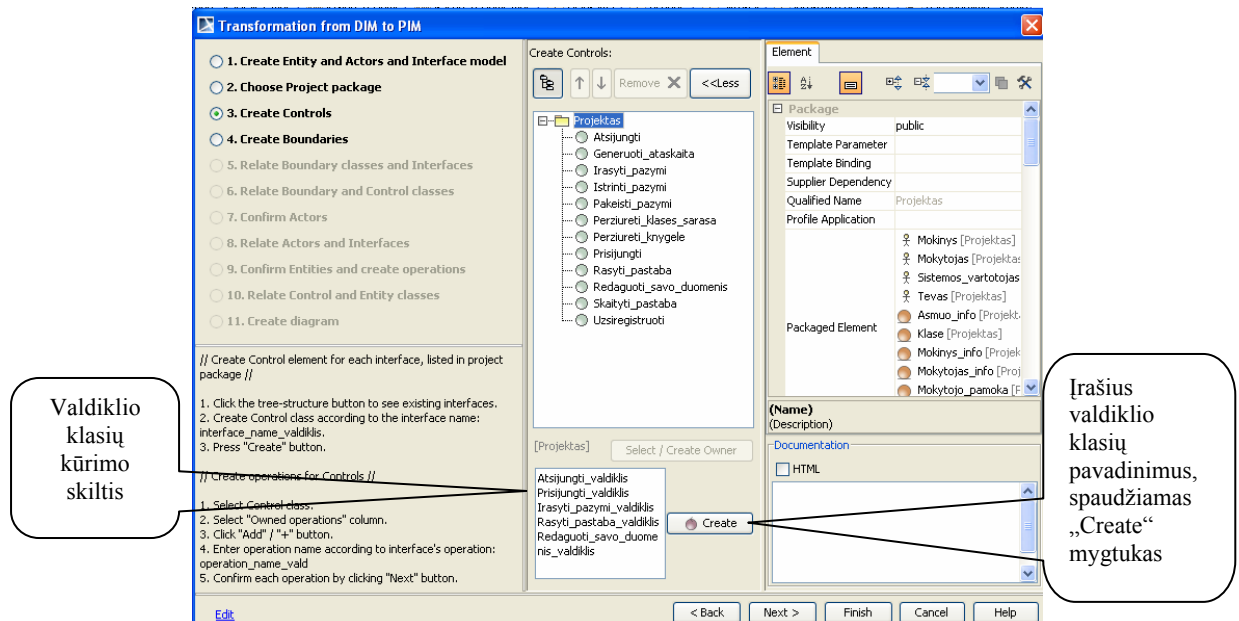 Transformation from DIM to PIM
1. Create Entity and Actors and Interface model
2. Choose Project package
3. Create Controls
4. Create Boundaries
5. Relate Boundary classes and Interfaces
6. Relate Boundary and Control classes
7. Confirm Actors
8. Relate Actors and Interfaces
9. Confirm Entities and create operations
10. Relate Control and Entity classes
11. Create diagram
// Create Control element for each interface, listed in project
package //
1. Click the tree-structure button to see existing interfaces.
2. Create Control class according to the interface name:
interface_name_valdiklis.
3. Press "Create" button.
// Create operations for Controls //
1. Select Control class.
2. Select "Owned operations" column.
3. Click "Add" / "+" button.
4. Enter operation name according to interface's operation:
operation_name_vald
5. Confirm each operation by clicking "Next" button.
Create Controls:
Remove
<<Less
Projektas
Atsijungti
Generuoti_ataskaita
Irasyti_pazymi
Istrinti_pazymi
Pakeisti_pazymi
Perziureti_klases_sarasa
Perziureti_knygele
Prisijungti
Rasyti_pastaba
Redaguoti_savo_duomenis
Skaityti_pastaba
Uzsiregistruoti
[Projektas]
Select / Create Owner
Atsijungti_valdiklis
Prisijungti_valdiklis
Irasyti_pazymi_valdiklis
Rasyti_pastaba_valdiklis
Redaguoti_savo_duome
nis_valdiklis
Create
Element
Package
Visibility public
Template Parameter
Template Binding
Supplier Dependency
Qualified Name Projektas
Profile Application
Packaged Element
Mokinys [Projektas]
Mokytojas [Projektas
Sistemos_vartotojas
Tevas [Projektas]
Asmuo_info [Projekt
Klase [Projektas]
Mokinys_info [Projek
Mokytojas_info [Proj
Mokytojo_pamoka [P
(Name)
(Description)
Documentation
HTML
Edit
< Back
Next >
Finish
Cancel
Help
Valdiklio
klasių
kūrimo
skiltis
Įrašius
valdiklio
klasių
pavadinimus,
spaudžiamas
„Create“
mygtukas